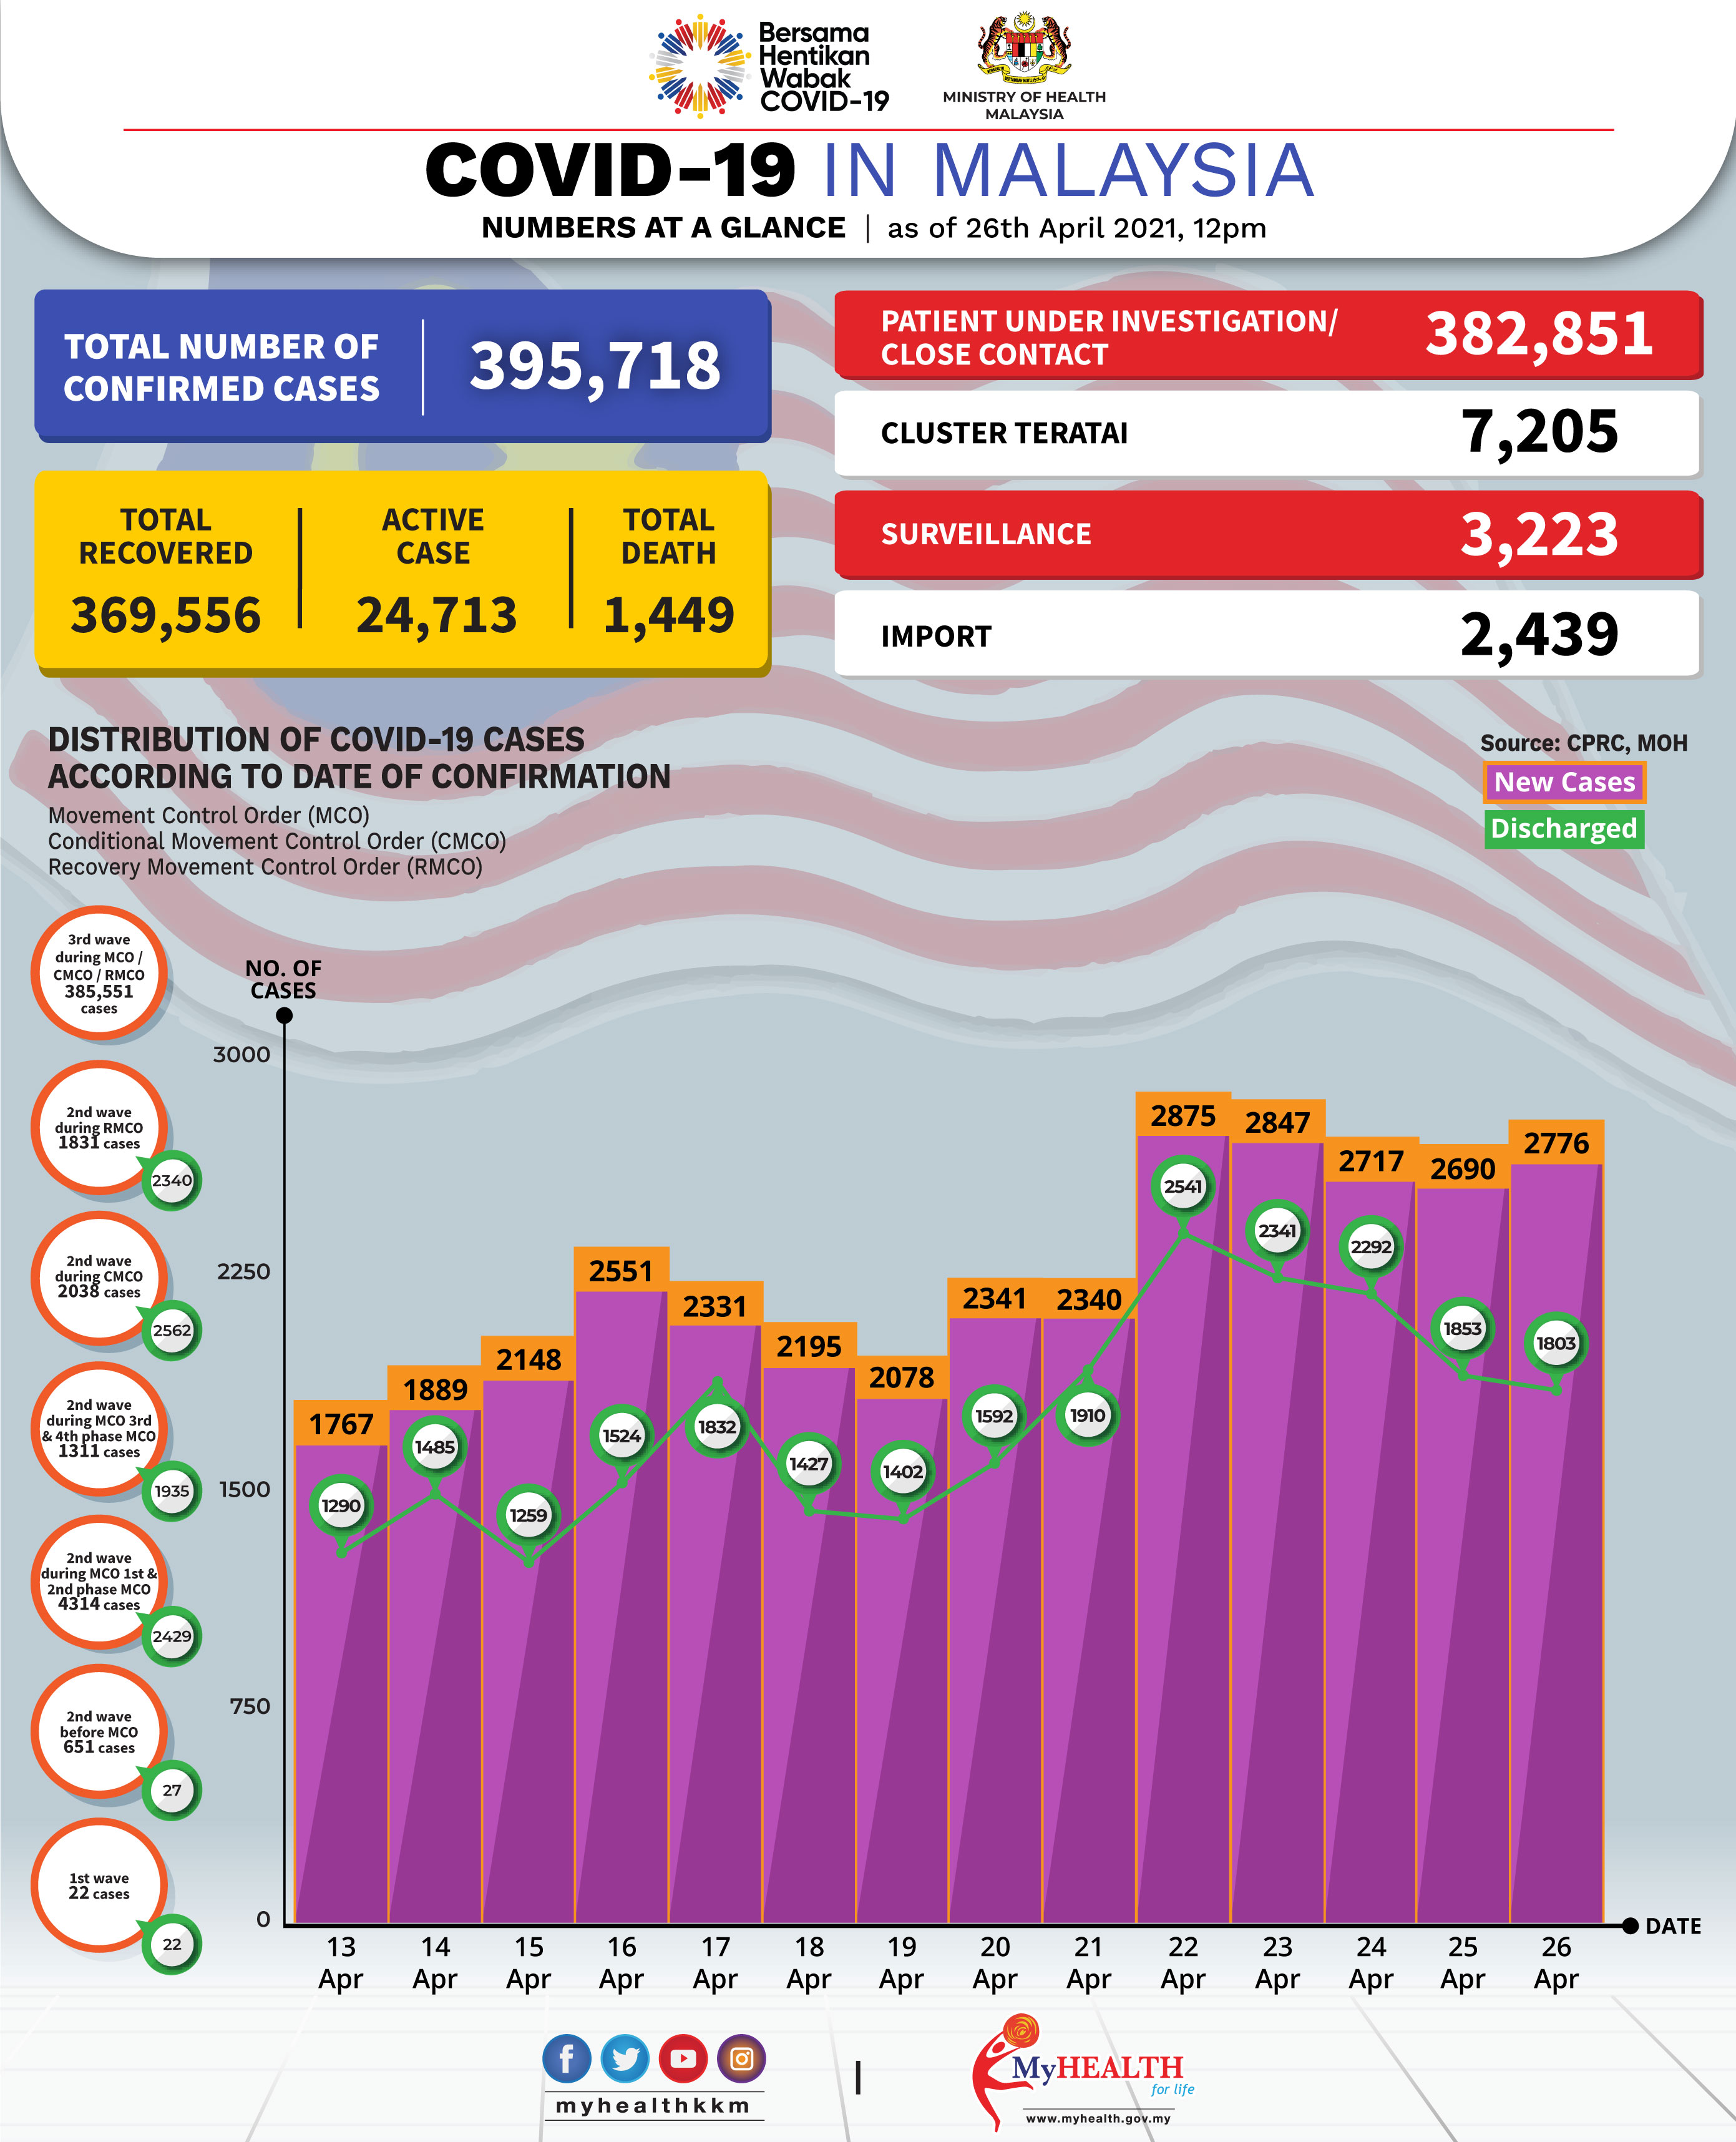 Bersama
Hentikan
Wabak
COVID-19
MINISTRY OF HEALTH
MALAYSIA
COVID-19 IN MALAYSIA
NUMBERS AT A GLANCE | as of 26th April 2021, 12pm
TOTAL NUMBER OF
CONFIRMED CASES
395,718
TOTAL
RECOVERED
369,556
ACTIVE
CASE
24,713
TOTAL
DEATH
1,449
PATIENT UNDER INVESTIGATION/
CLOSE CONTACT
382,851
CLUSTER TERATAI
7,205
SURVEILLANCE
3,223
IMPORT
2,439
DISTRIBUTION OF COVID-19 CASES
ACCORDING TO DATE OF CONFIRMATION
Movement Control Order (MCO)
Conditional Movement Control Order (CMCO)
Recovery Movement Control Order (RMCO)
Source: CPRC, MOH
New Cases
Discharged
3rd wave
during MCO /
CMCO / RMCO
385,551
cases
2nd wave
during RMCO
1831 cases
2340
2nd wave
during CMCO
2038 cases
2562
2nd wave
during MCO 3rd
& 4th phase MCO
1311 cases
1935
2nd wave
during MCO 1st &
2nd phase MCO
4314 cases
2429
2nd wave
before MCO
651 cases
27
1st wave
22 cases
22
NO. OF
CASES
3000
2250
1500
750
0
1767
1889
2148
2551
2331
2195
2078
2341
2340
2875
2847
2717
2690
2776
1290
1485
1259
1524
1832
1427
1402
1592
1910
2541
2341
2292
1853
1803
DATE
13 14 15 16 17 18 19 20 21 22 23 24 25 26
Apr Apr Apr Apr Apr Apr Apr Apr Apr Apr Apr Apr Apr Apr
myhealthkkm
MyHEALTH
for life
www.myhealth.gov.my